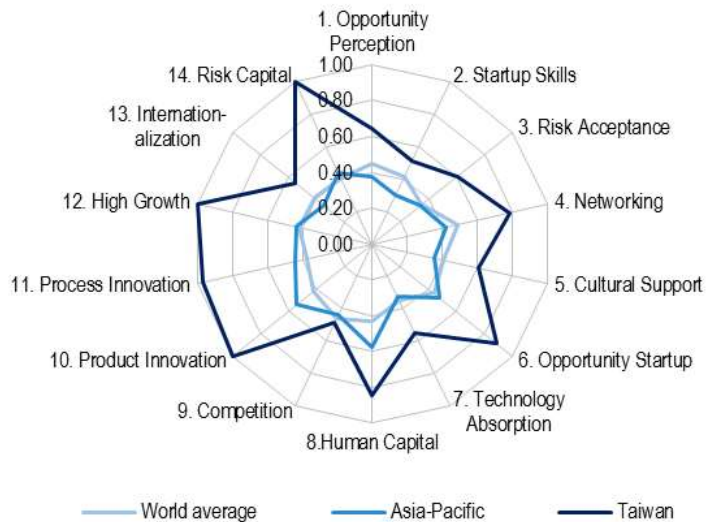 1. Opportunity
Perception
1.00
14. Risk Capital
2. Startup Skills
0.80
13. Internation-
alization
3. Risk Acceptance
0.60
0.40
12. High Growth
4. Networking
0.20
0.00
11. Process Innovation
5. Cultural Support
10. Product Innovation
6. Opportunity Startup
9. Competition
7. Technology
Absorption
8.Human Capital
World average
Asia-Pacific
Taiwan